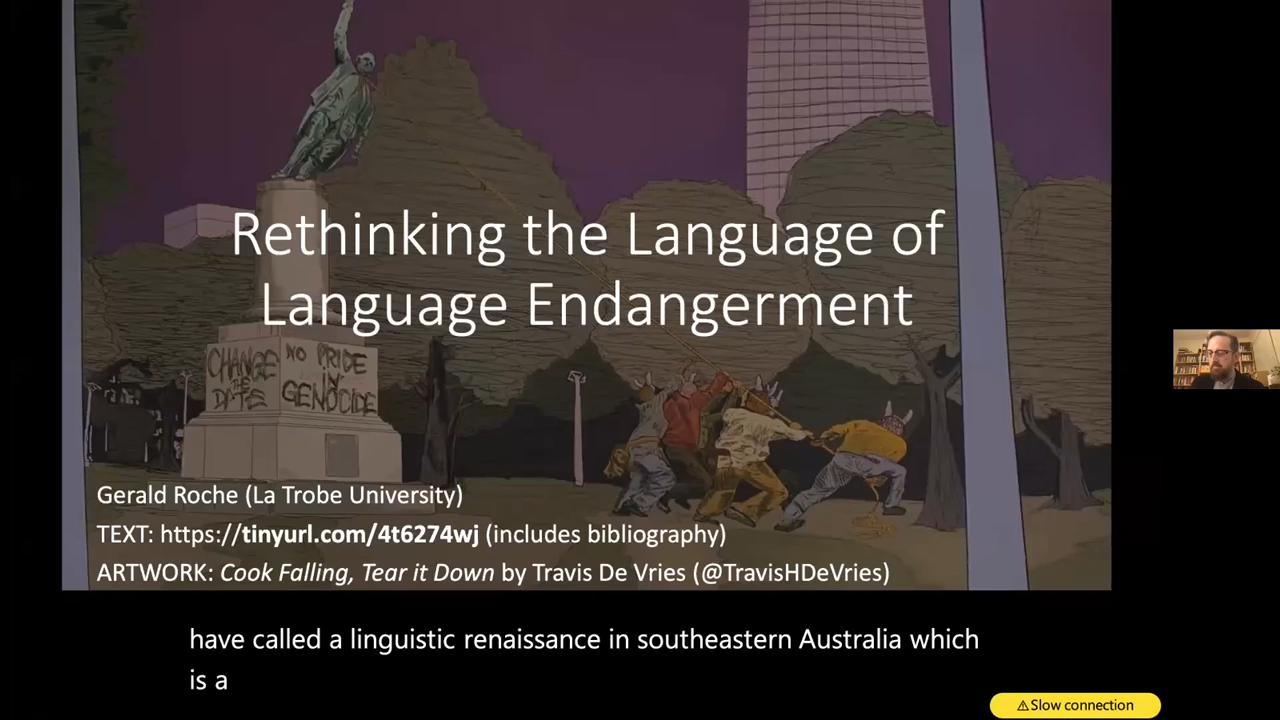 Rethinking the Language of
Language Endangerment
CHANGE NO PRIDE
THE IN
DATE GENOCIDE
Gerald Roche (La Trobe University)
TEXT: https://tinyurl.com/4t6274wj (includes bibliography)
ARTWORK: Cook Falling, Tear it Down by Travis De Vries (@TravisHDeVries)
have called a linguistic renaissance in southeastern Australia which
is a
⚠Slow connection